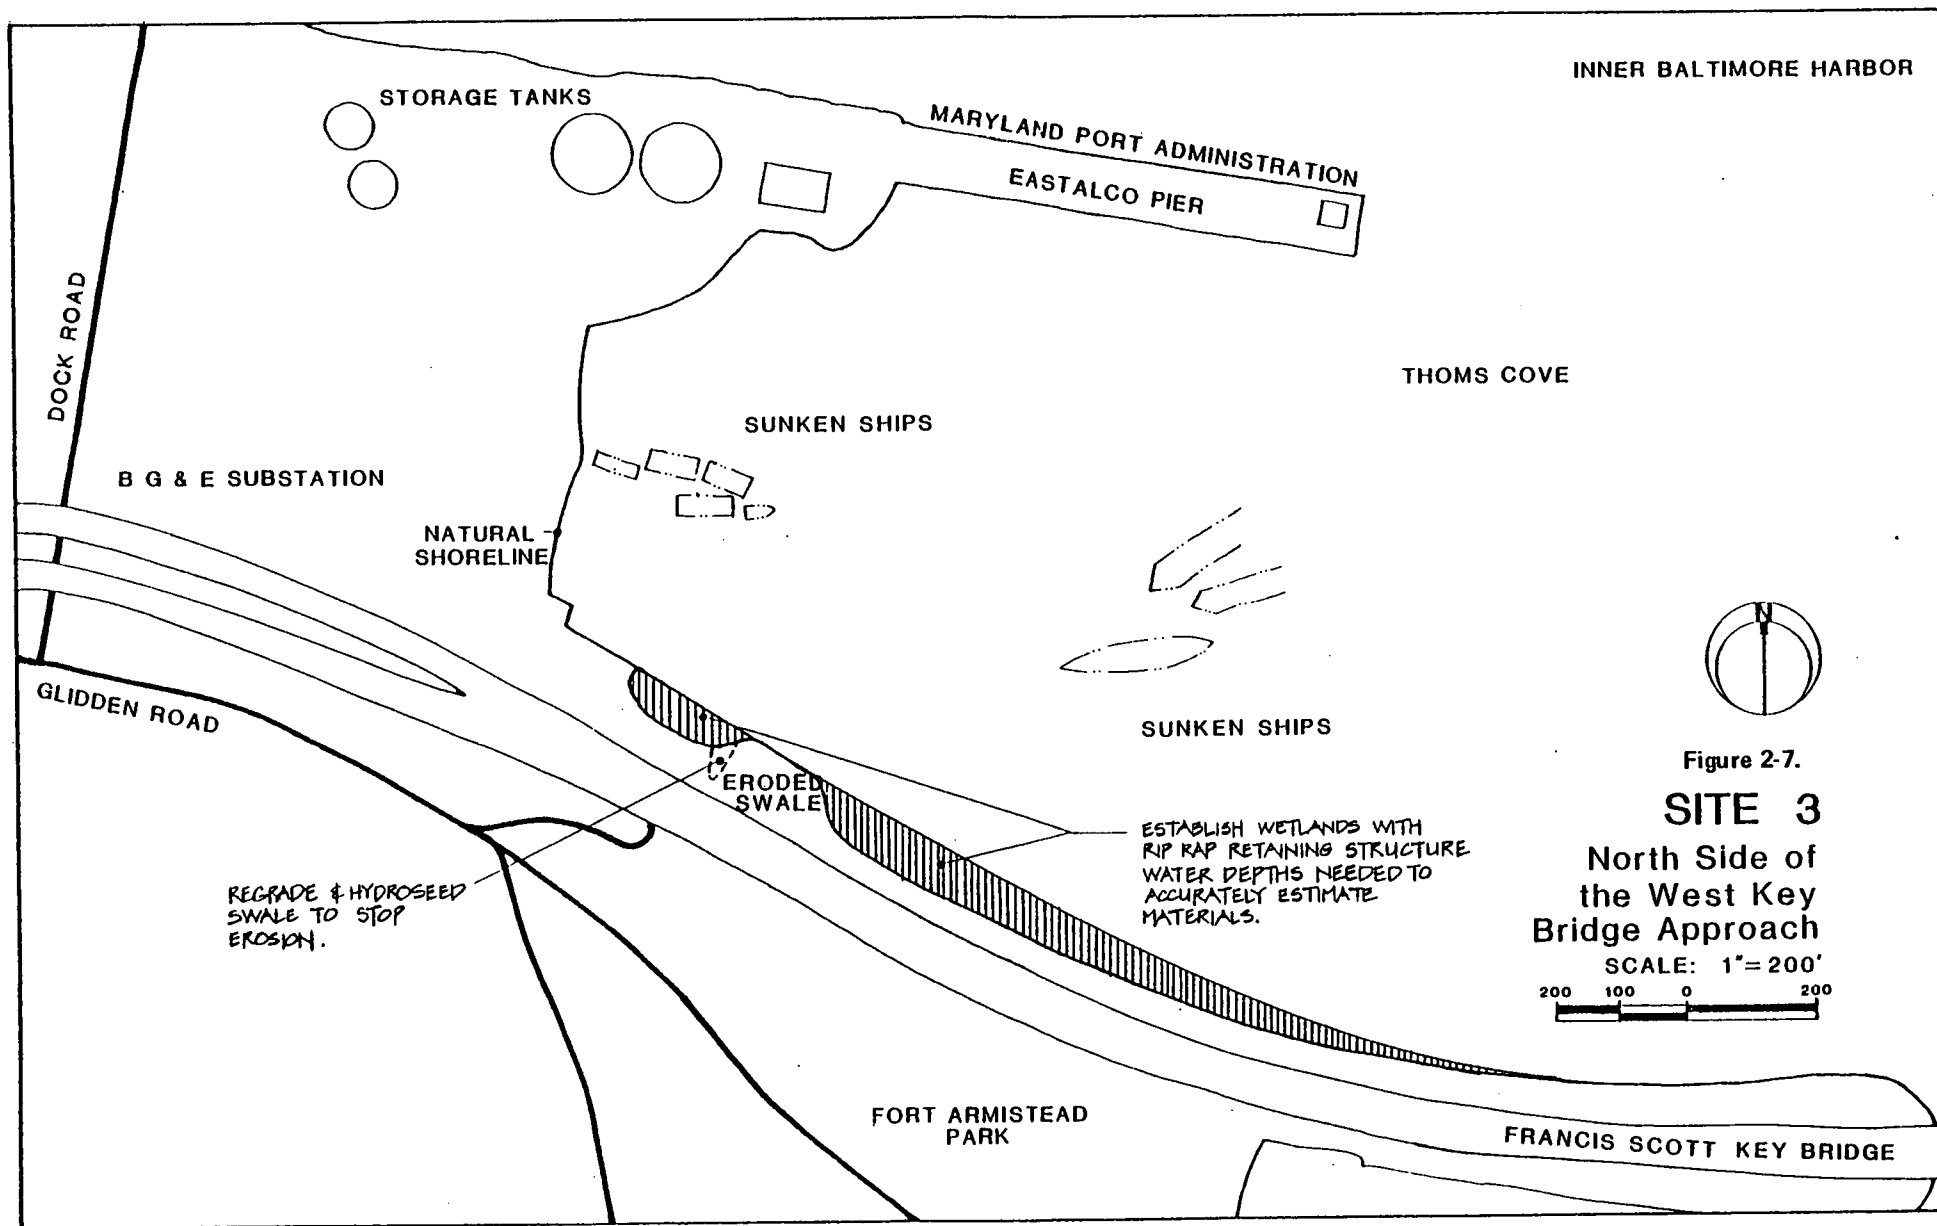 INNER BALTIMORE HARBOR
STORAGE TANKS
MARYLAND PORT ADMINISTRATION
EASTALCO PIER
DOCK ROAD
THOMS COVE
SUNKEN SHIPS
B G & E SUBSTATION
NATURAL
SHORELINE
N
GLIDDEN ROAD
SUNKEN SHIPS
ERODED
SWALE
REGRADE & HYDROSEED
SWALE TO STOP
EROSION.
ESTABLISH WETLANDS WITH
RIP RAP RETAINING STRUCTURE
WATER DEPTHS NEEDED TO
ACCURATELY ESTIMATE
MATERIALS.
Figure 2-7.
SITE 3
North Side of
the West Key
Bridge Approach
SCALE: 1"=200'
200 100 0 200
FORT ARMISTEAD
PARK
FRANCIS SCOTT KEY BRIDGE